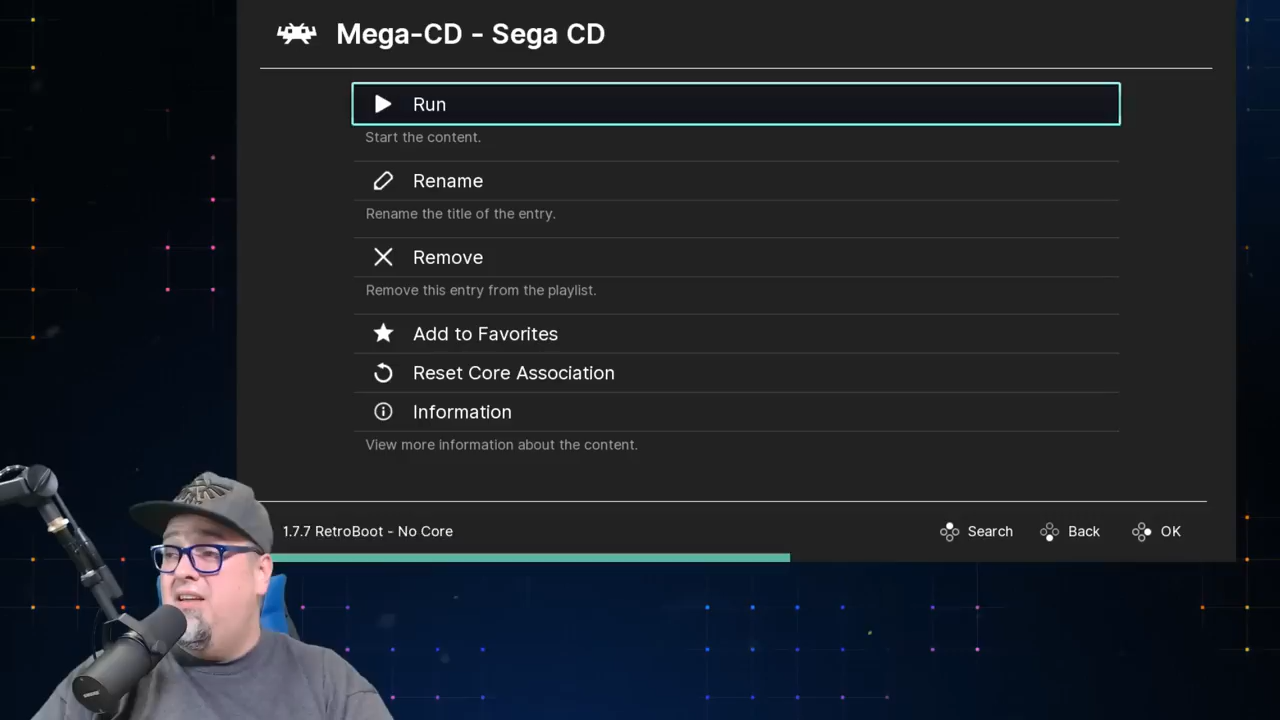 Mega-CD - Sega CD
Run
Start the content.
Rename
Rename the title of the entry.
Remove
Remove this entry from the playlist.
Add to Favorites
Reset Core Association
Information
View more information about the content.
1.7.7 RetroBoot - No Core
Search
Back
OK
SHURE